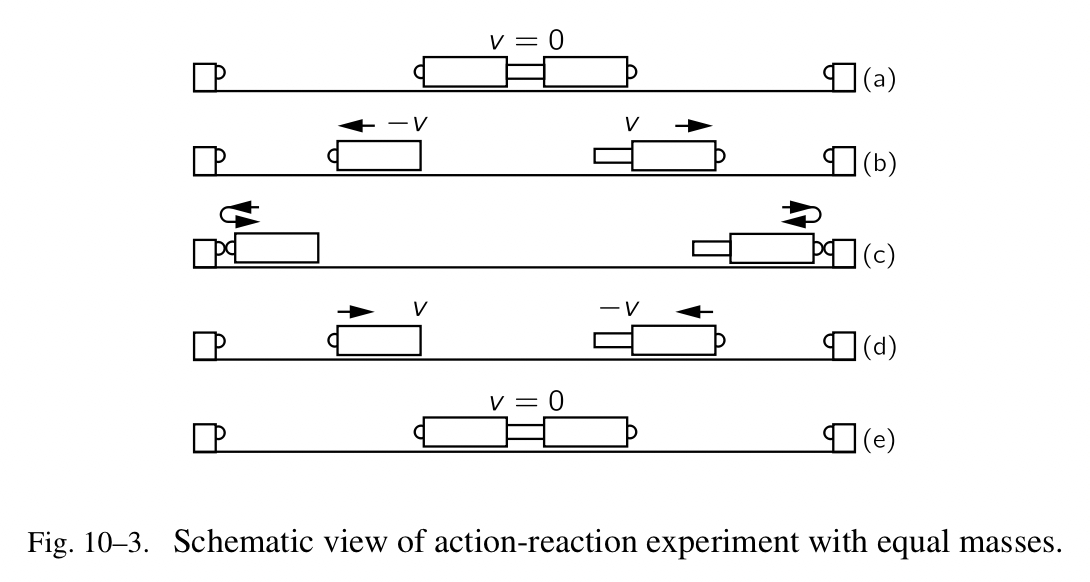 v = 0
(a)
−v v
(b)
(c)
v −v
(d)
v = 0
(e)
Fig. 10–3. Schematic view of action-reaction experiment with equal masses.